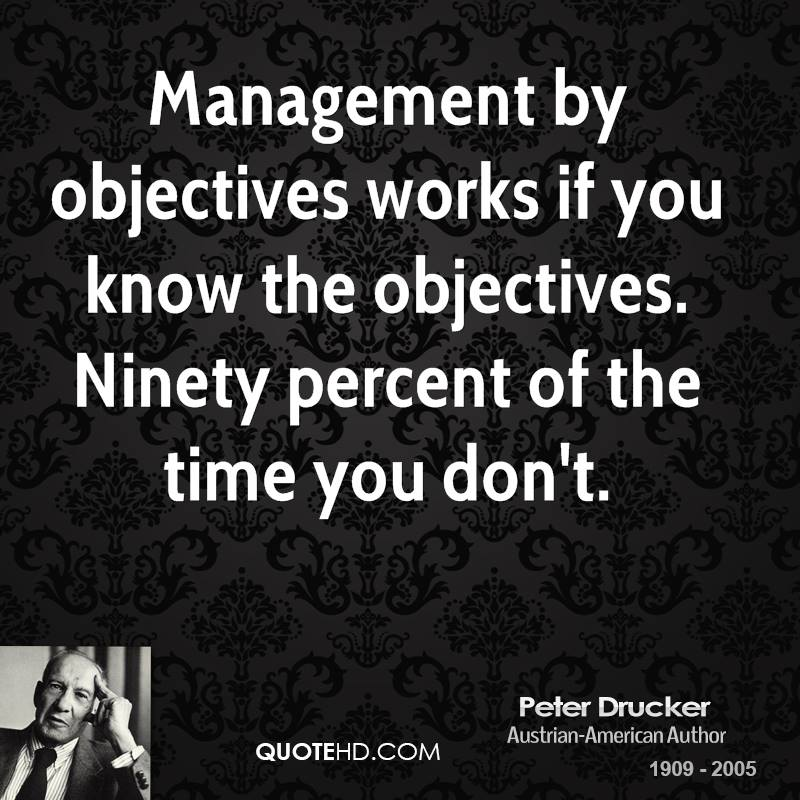 Management by
objectives works if you
know the objectives.
Ninety percent of the
time you don't.
Peter Drucker
Austrian-American Author
QUOTEHD.COM
1909 - 2005